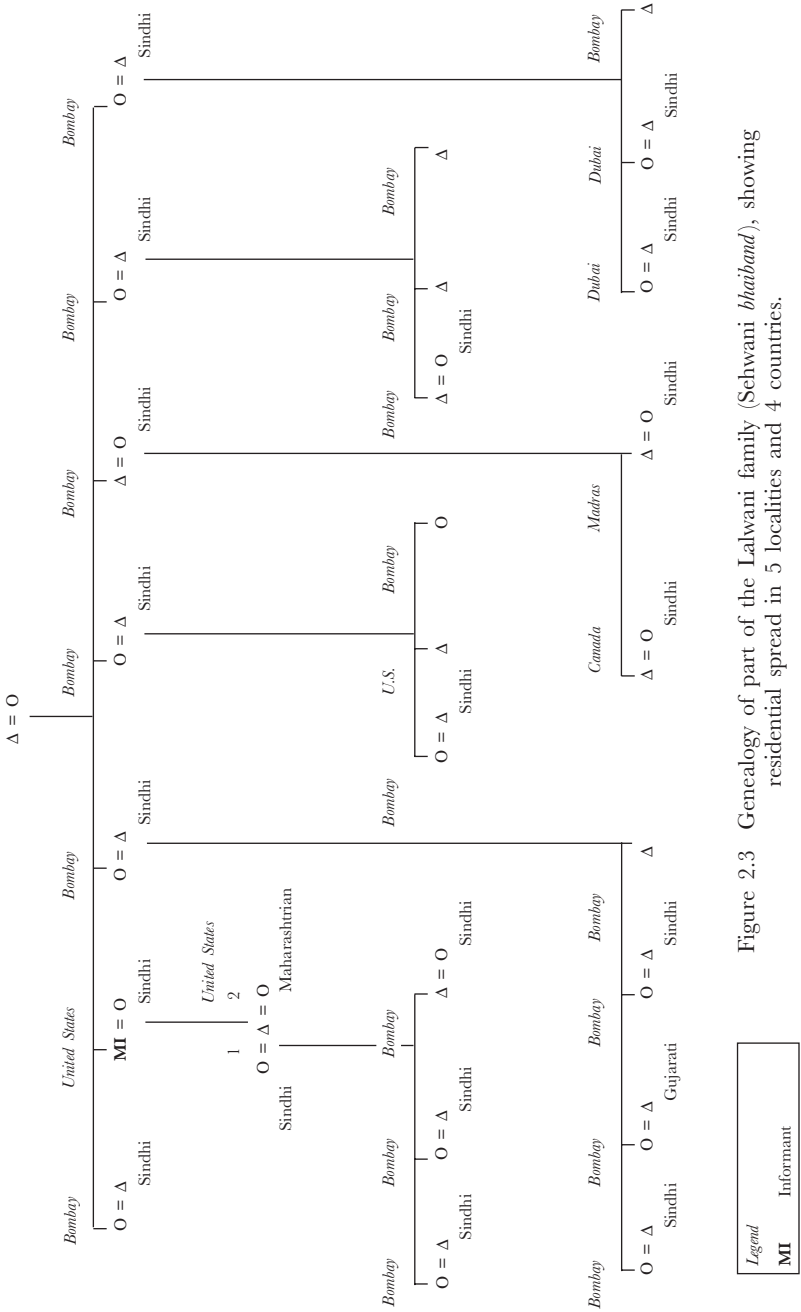 Δ = O
Bombay United States Bombay Bombay Bombay Bombay Bombay
O = Δ MI = O O = Δ O = Δ Δ = O O = Δ O = Δ
Sindhi Sindhi Sindhi Sindhi Sindhi Sindhi Sindhi
United States
1 2
O = Δ = O
Sindhi Maharashtrian
Bombay Bombay Bombay Bombay U.S. Bombay Bombay Bombay Bombay
O = Δ O = Δ Δ = O O = Δ Δ O Δ = O Δ Δ
Sindhi Sindhi Sindhi Sindhi Sindhi
Bombay Bombay Bombay Bombay Canada Madras Dubai Dubai Bombay
O = Δ O = Δ O = Δ Δ Δ = O Δ = O O = Δ O = Δ Δ
Sindhi Gujarati Sindhi Sindhi Sindhi Sindhi Sindhi
Legend
MI Informant
Figure 2.3 Genealogy of part of the Lalwani family (Sehwani bhaiband), showing
residential spread in 5 localities and 4 countries.